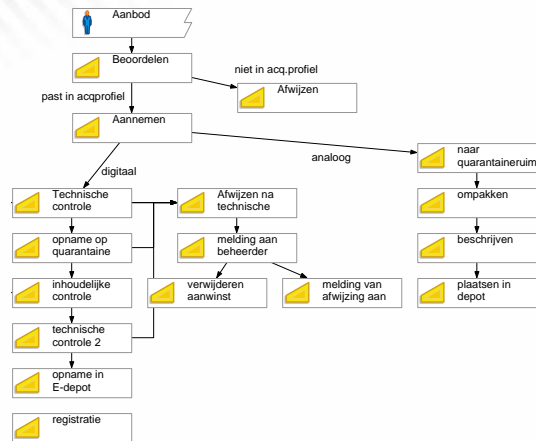 Aanbod
Beoordelen
niet in acq.profiel
past in acqprofiel
Afwijzen
Aannemen
analoog
digitaal
naar
quarantaineruim
Technische
controle
Afwijzen na
technische
ompakken
opname op
quarantaine
melding aan
beheerder
beschrijven
inhoudelijke
controle
verwijderen
aanwinst
melding van
afwijzing aan
plaatsen in
depot
technische
controle 2
opname in
E-depot
registratie